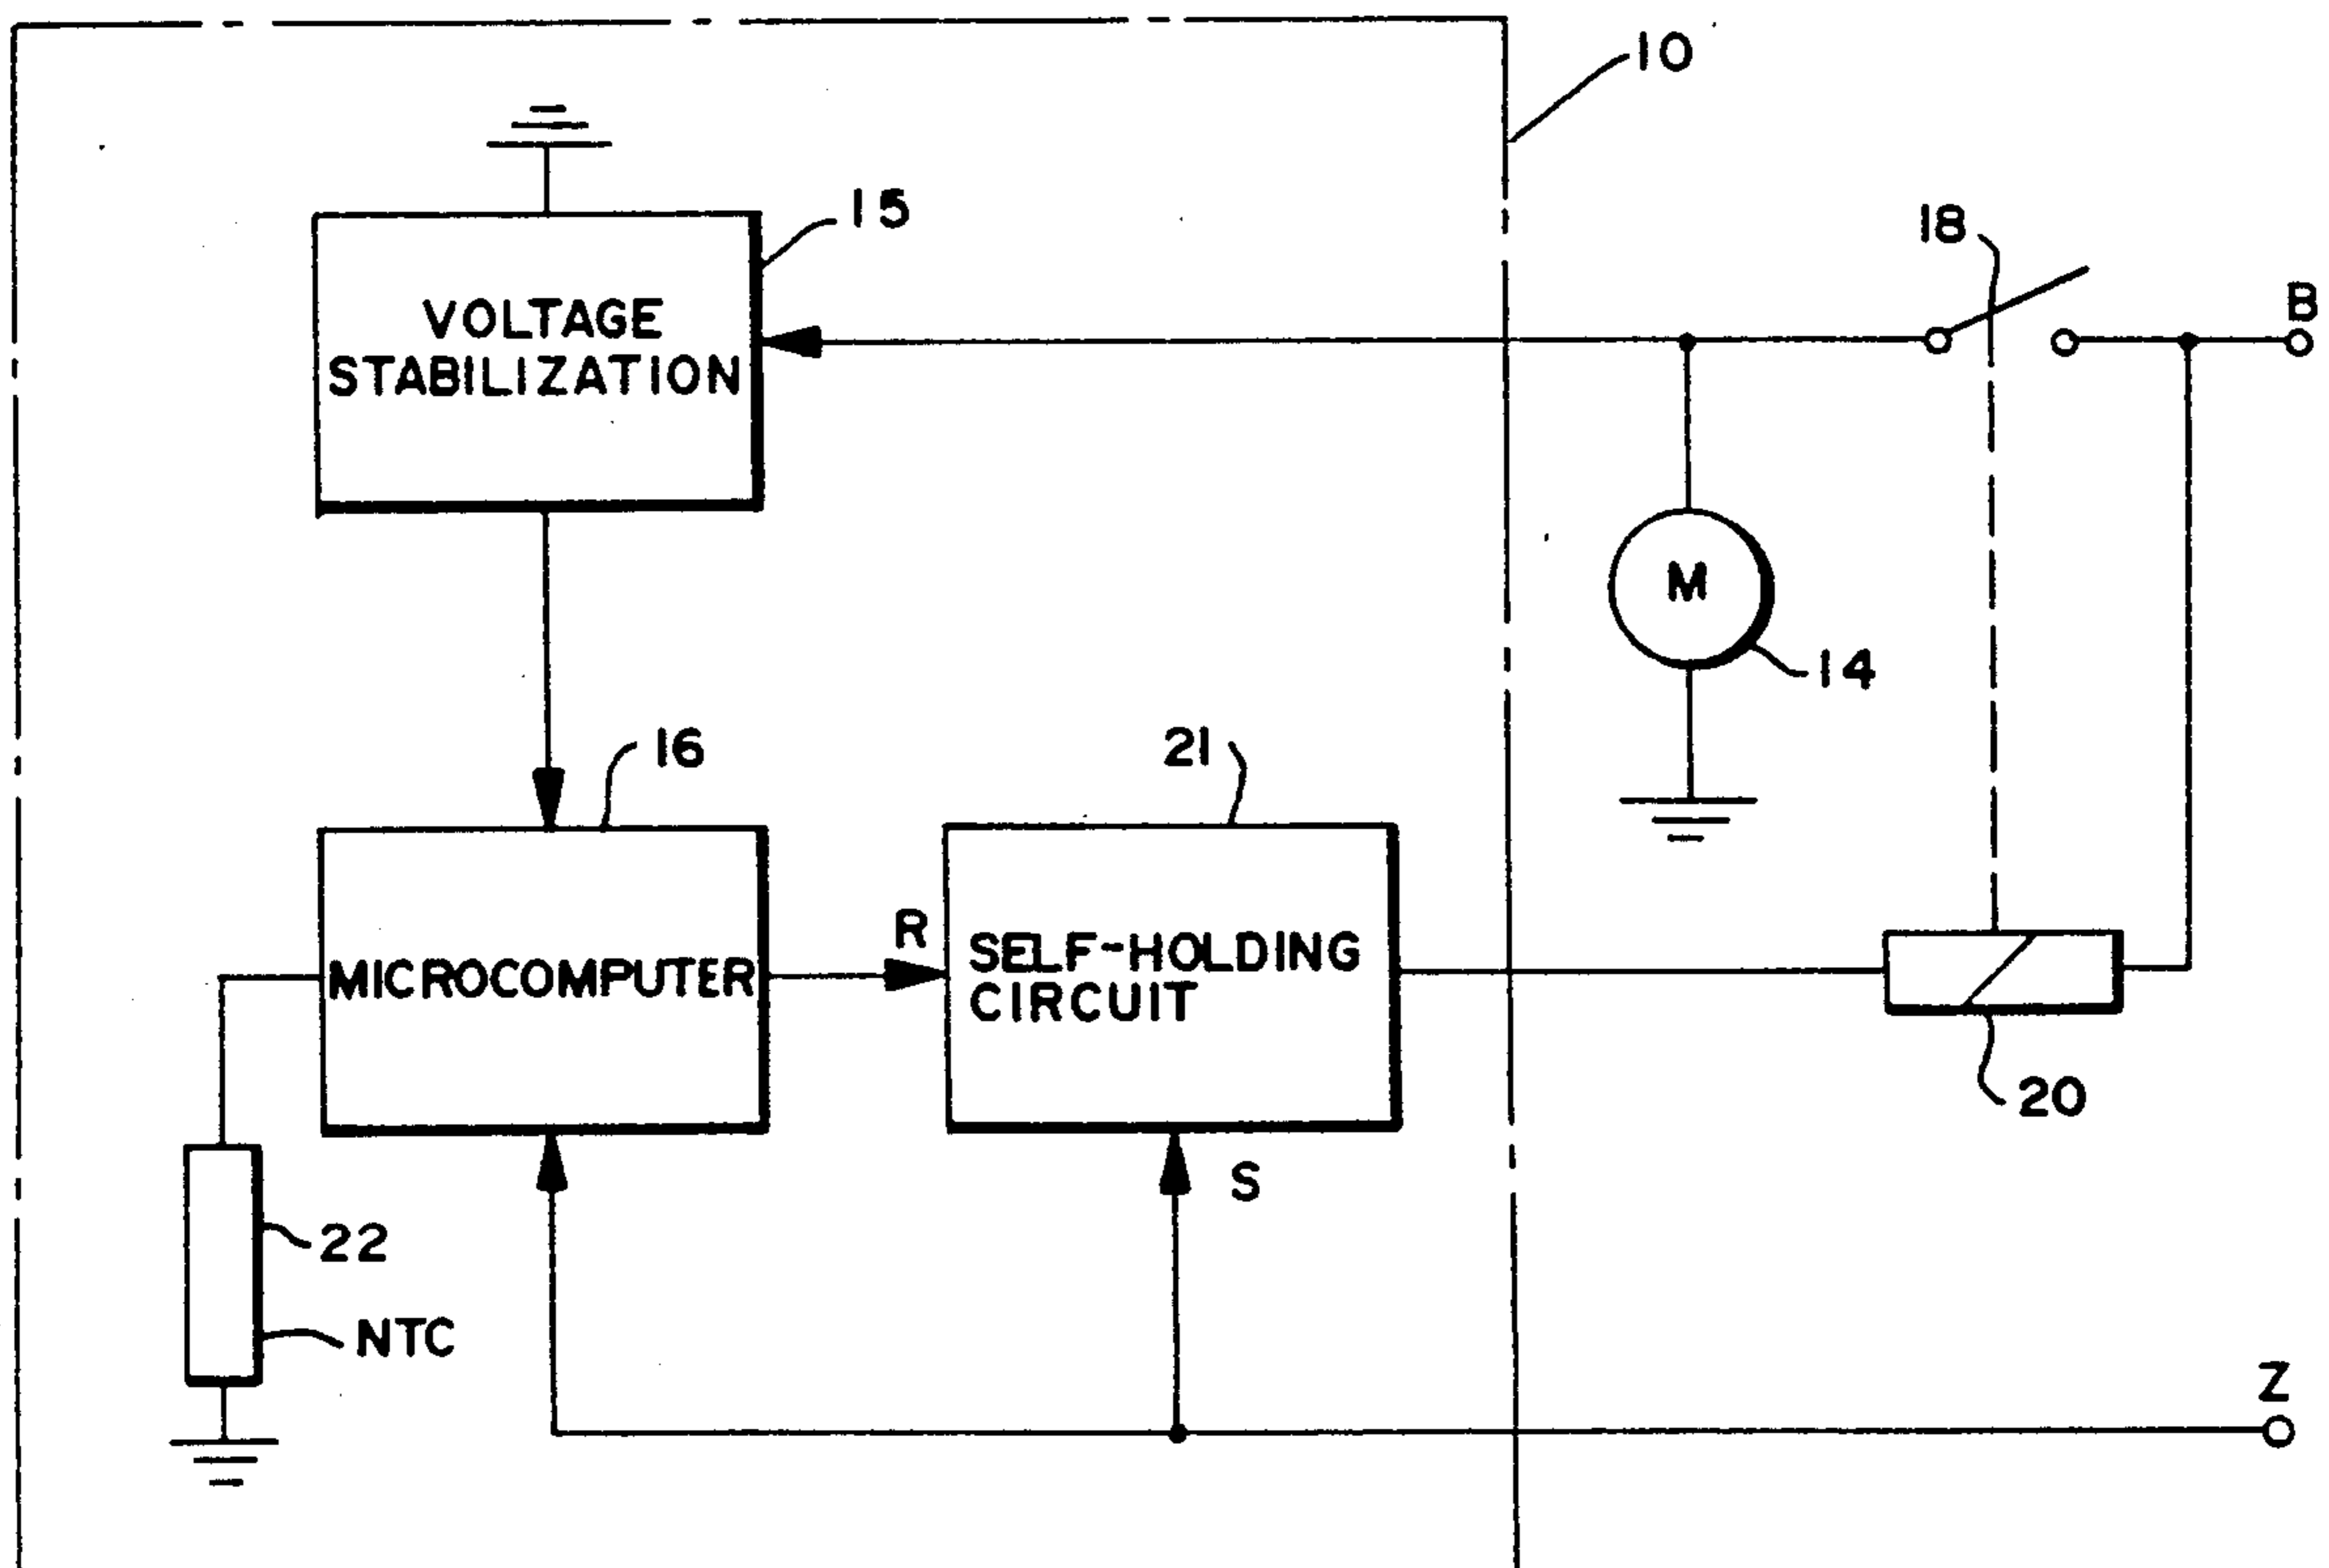 10
15
18
B
VOLTAGE
STABILIZATION
M
14
16
21
R
MICROCOMPUTER
SELF-HOLDING
CIRCUIT
20
S
22
NTC
Z